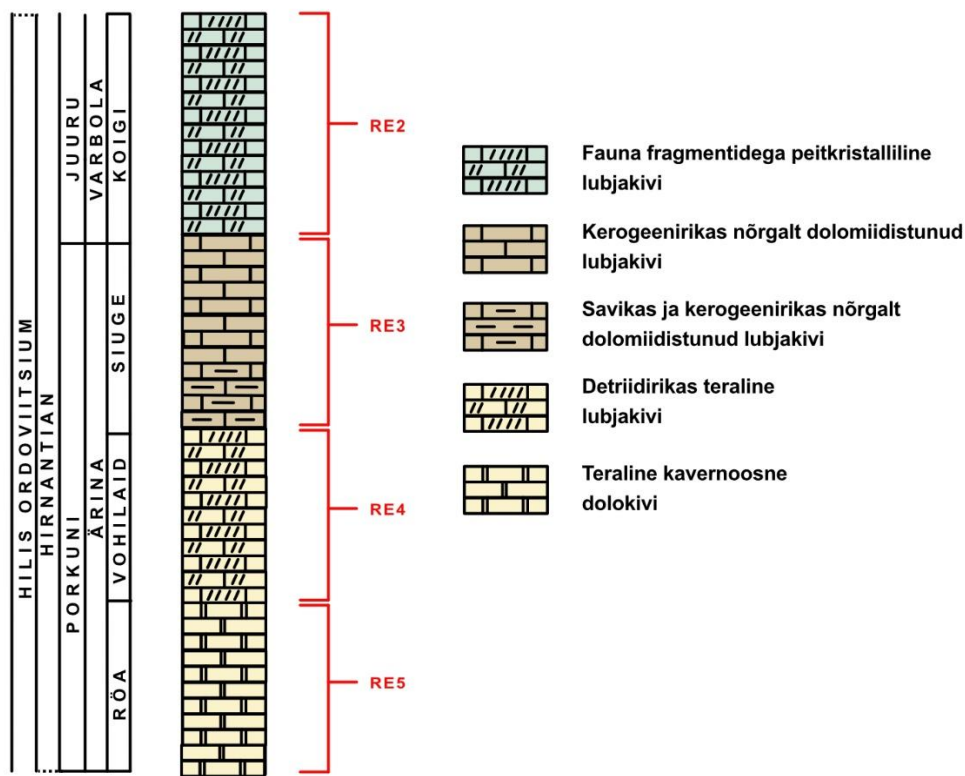 HILIS ORDOVIITSIUM
HIRNANTIAN
JUURU
VARBOLA
KOIGI
PORKUNI
ÄRINA
SIUGE
VOHILAID
RÖA
RE2
RE3
RE4
RE5
Fauna fragmentidega peitkristalliline
lubjakivi
Kerogeenirikas nõrgalt dolomiidistunud
lubjakivi
Savikas ja kerogeenirikas nõrgalt
dolomiidistunud lubjakivi
Detriidirikas teraline
lubjakivi
Teraline kavernoosne
dolokivi